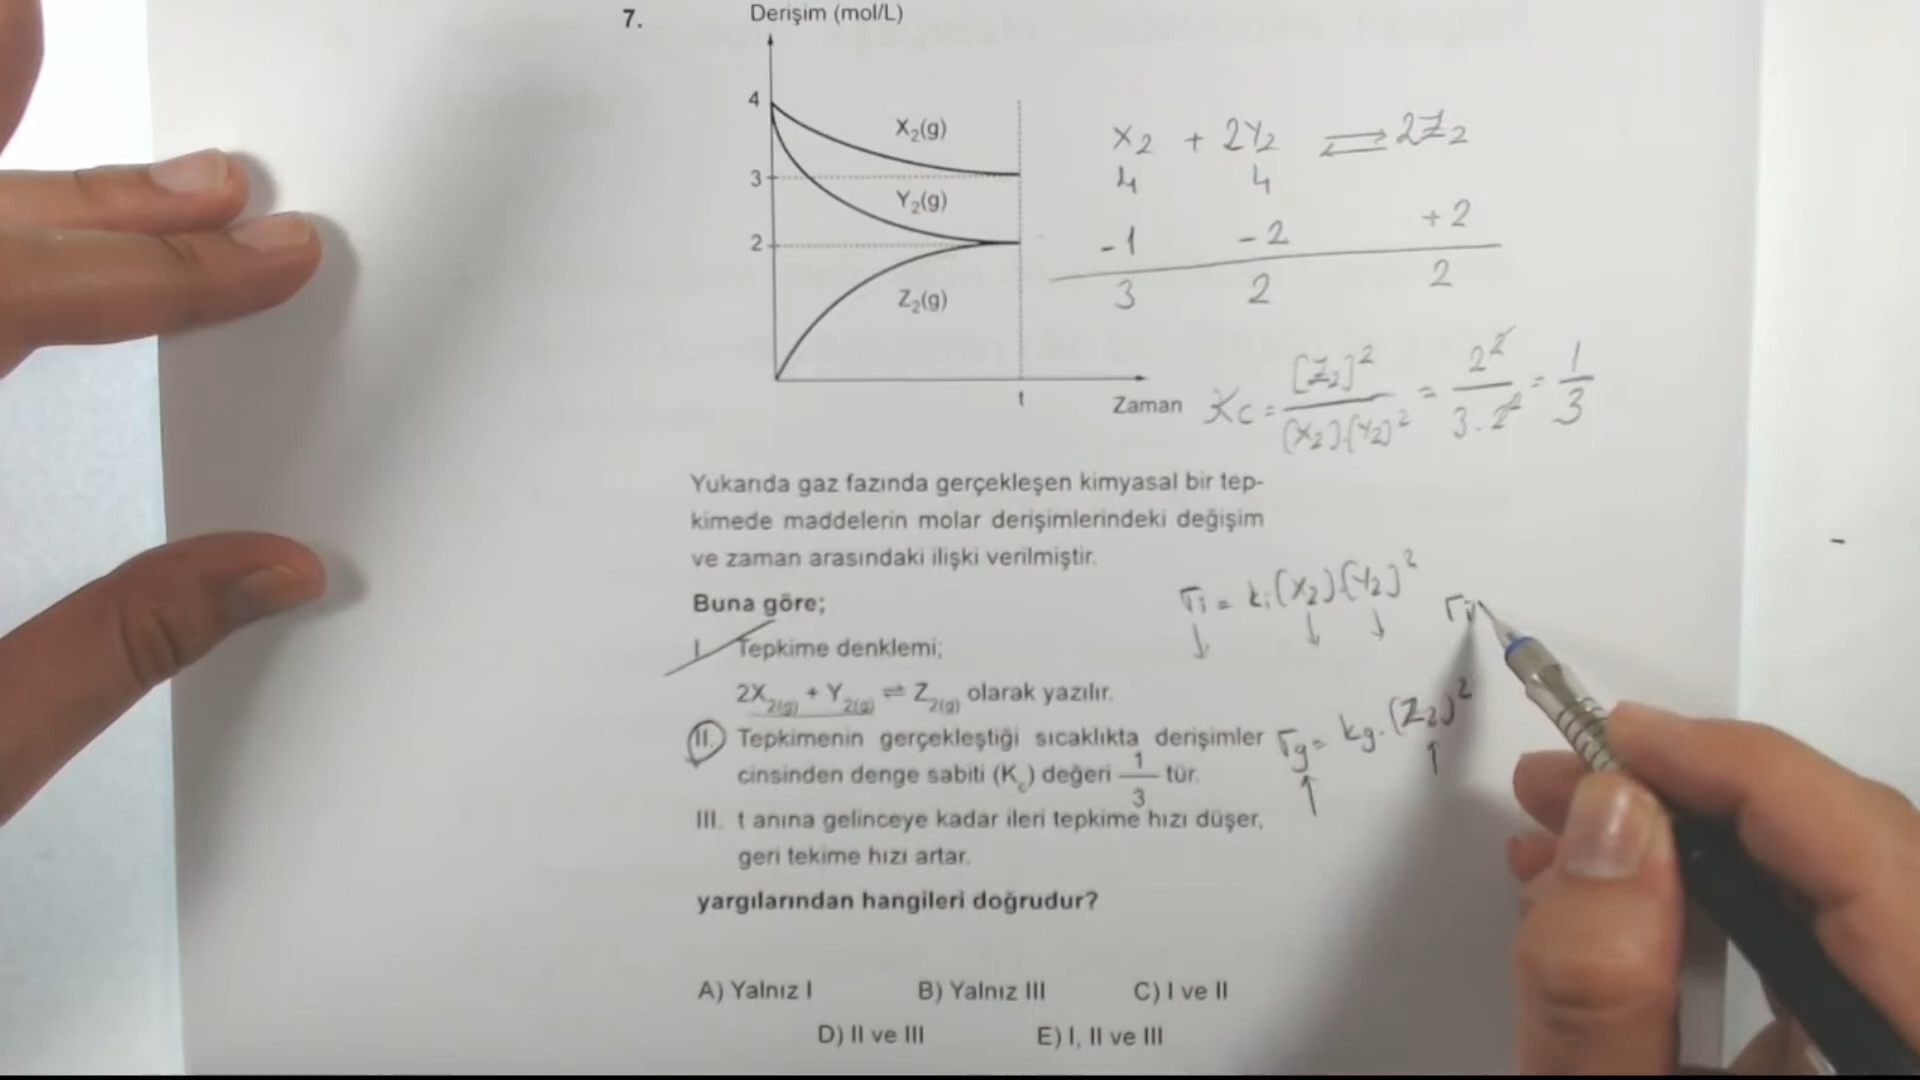 7.
Derişim (mol/L)
4
X₂(g)
3
Y₂(g)
2
Z₂(g)
t
Zaman
X₂ + 2Y₂ ⇌ 2Z₂
4 4
-1 -2 +2
3 2 2
Kc = [Z₂]² / [X₂].[Y₂]² = 2² / 3.2² = 1/3
Yukarıda gaz fazında gerçekleşen kimyasal bir tep-
kimede maddelerin molar derişimlerindeki değişim
ve zaman arasındaki ilişki verilmiştir.
Buna göre;
I. Tepkime denklemi;
2X₂(g) + Y₂(g) ⇌ Z₂(g) olarak yazılır.
II. Tepkimenin gerçekleştiği sıcaklıkta derişimler
cinsinden denge sabiti (Kc) değeri 1/3 tür.
III. t anına gelinceye kadar ileri tepkime hızı düşer,
geri tekime hızı artar.
yargılarından hangileri doğrudur?
ri = ki(X₂).(Y₂)²
↓ ↓ ↓
ri
rg = kg.(Z₂)²
↑ ↑
A) Yalnız I B) Yalnız III C) I ve II
D) II ve III E) I, II ve III